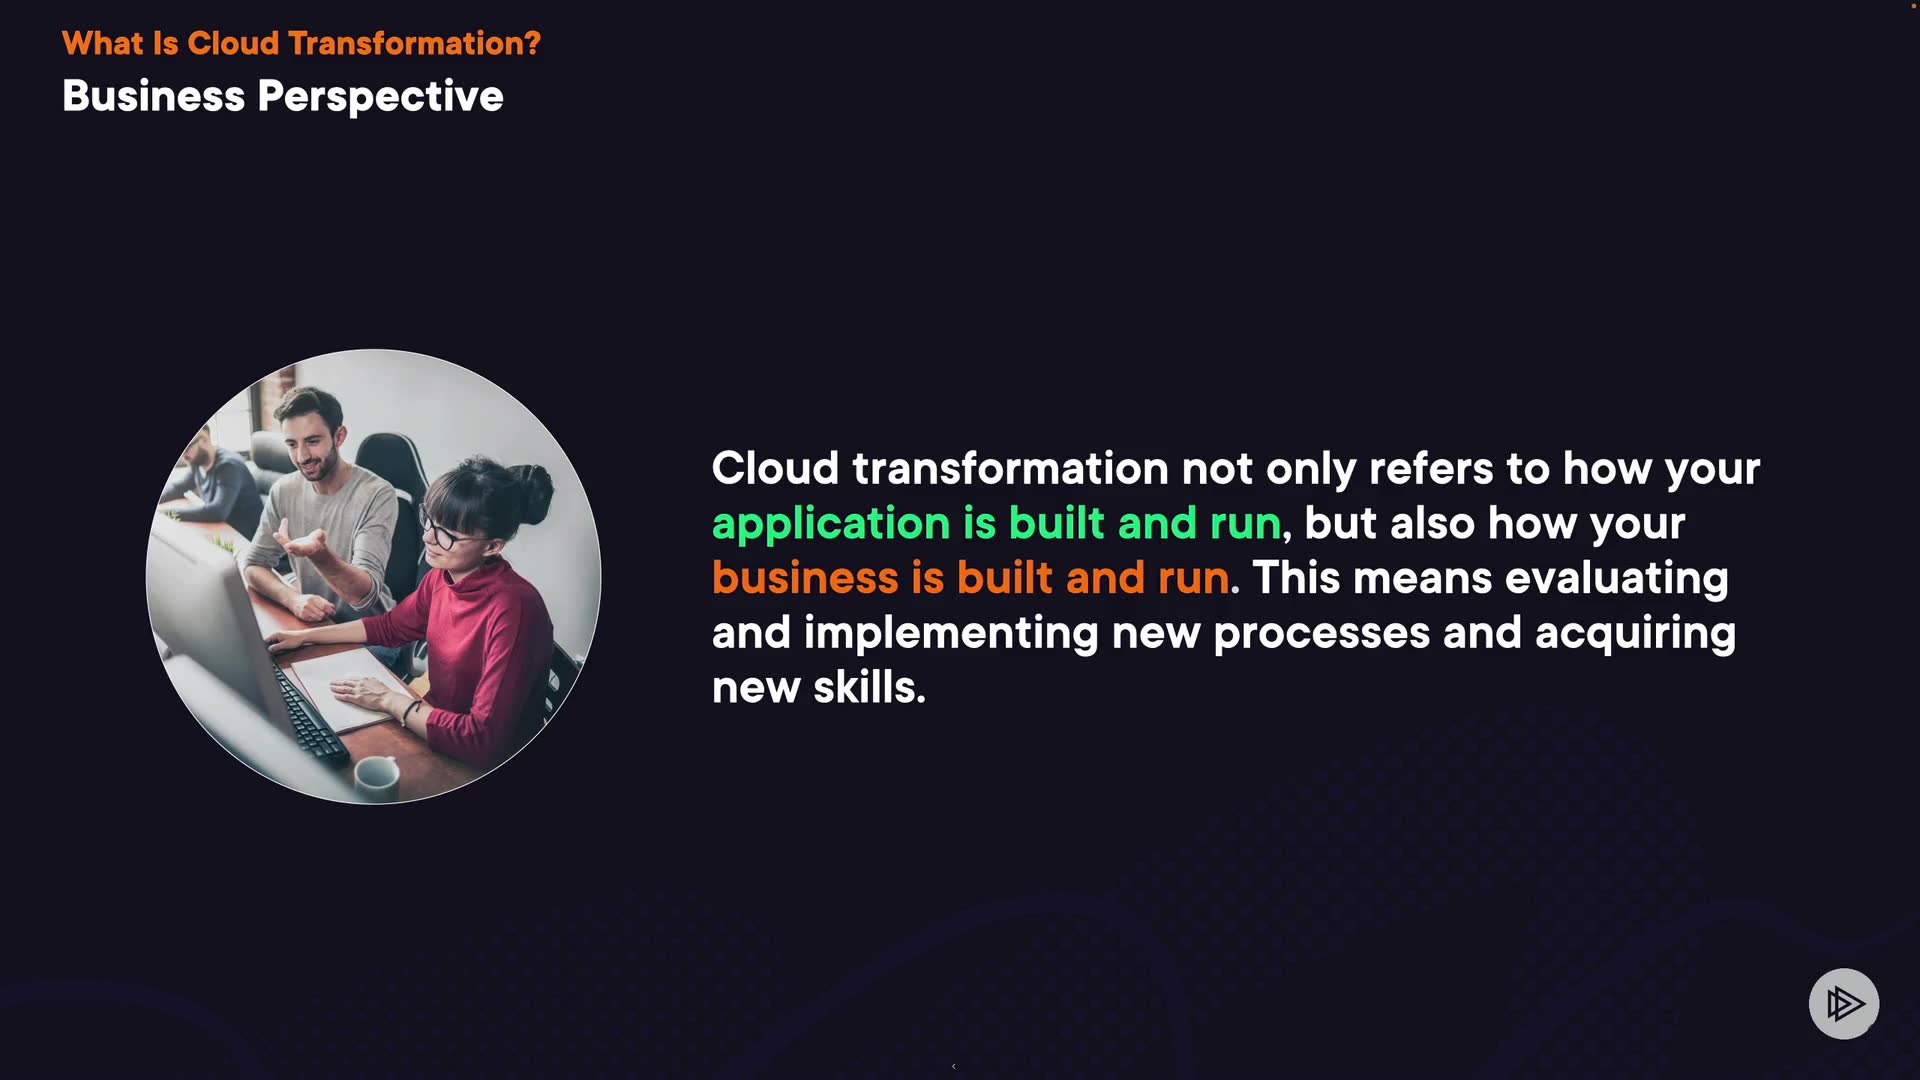 What Is Cloud Transformation?
Business Perspective
Cloud transformation not only refers to how your
application is built and run, but also how your
business is built and run. This means evaluating
and implementing new processes and acquiring
new skills.